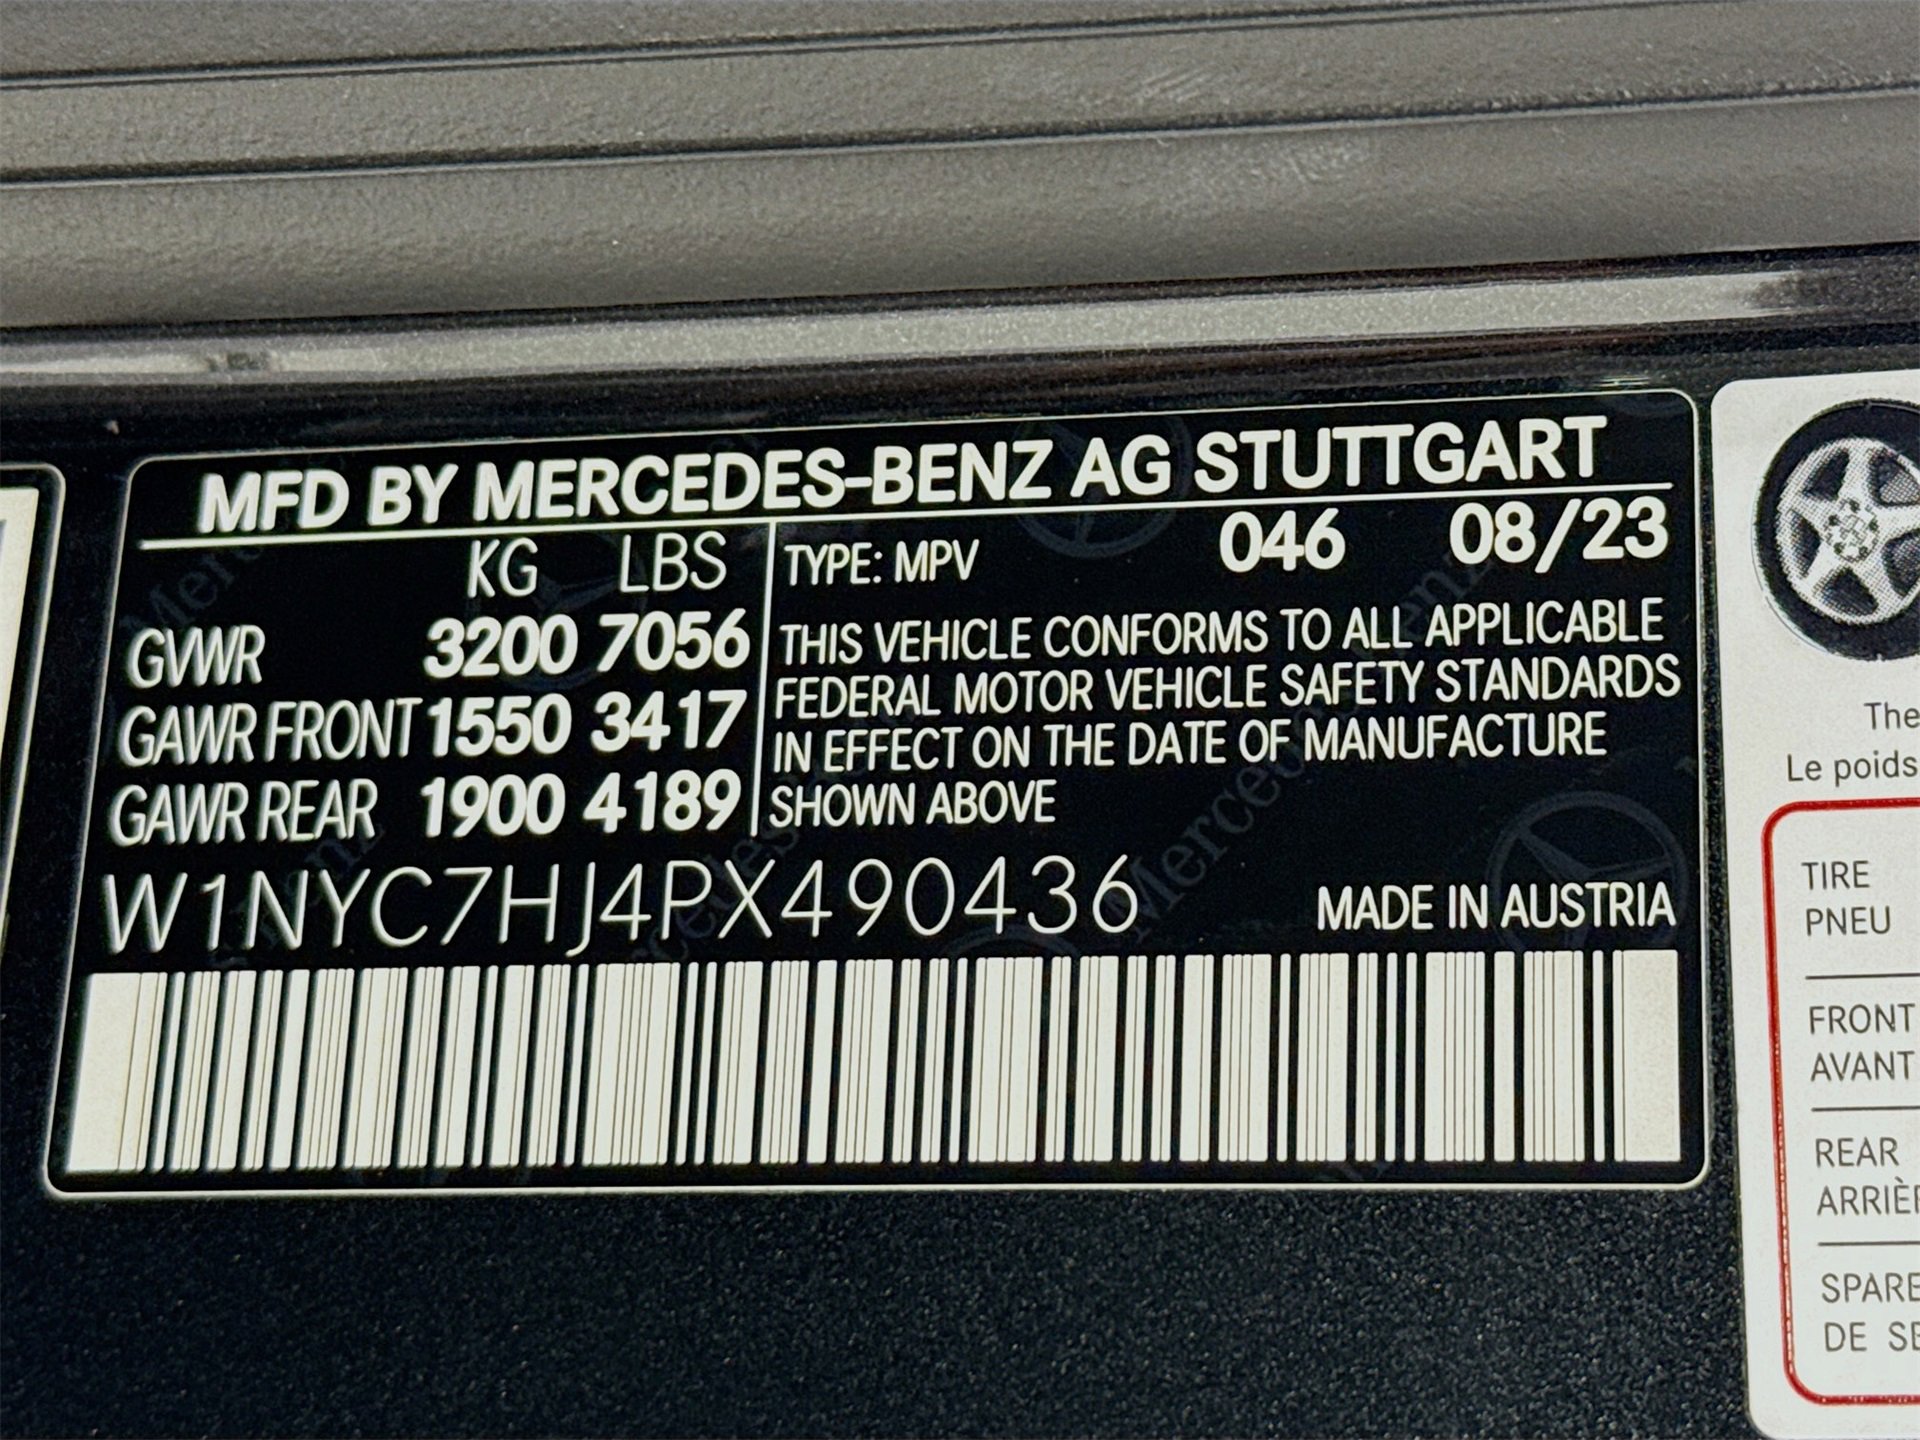 MFD BY MERCEDES-BENZ AG STUTTGART
KG LBS
GVWR 3200 7056
GAWR FRONT 1550 3417
GAWR REAR 1900 4189
TYPE: MPV 046 08/23
THIS VEHICLE CONFORMS TO ALL APPLICABLE
FEDERAL MOTOR VEHICLE SAFETY STANDARDS
IN EFFECT ON THE DATE OF MANUFACTURE
SHOWN ABOVE
W1NYC7HJ4PX490436
MADE IN AUSTRIA
The
Le poids
TIRE
PNEU
FRONT
AVANT
REAR
SPARE
DE